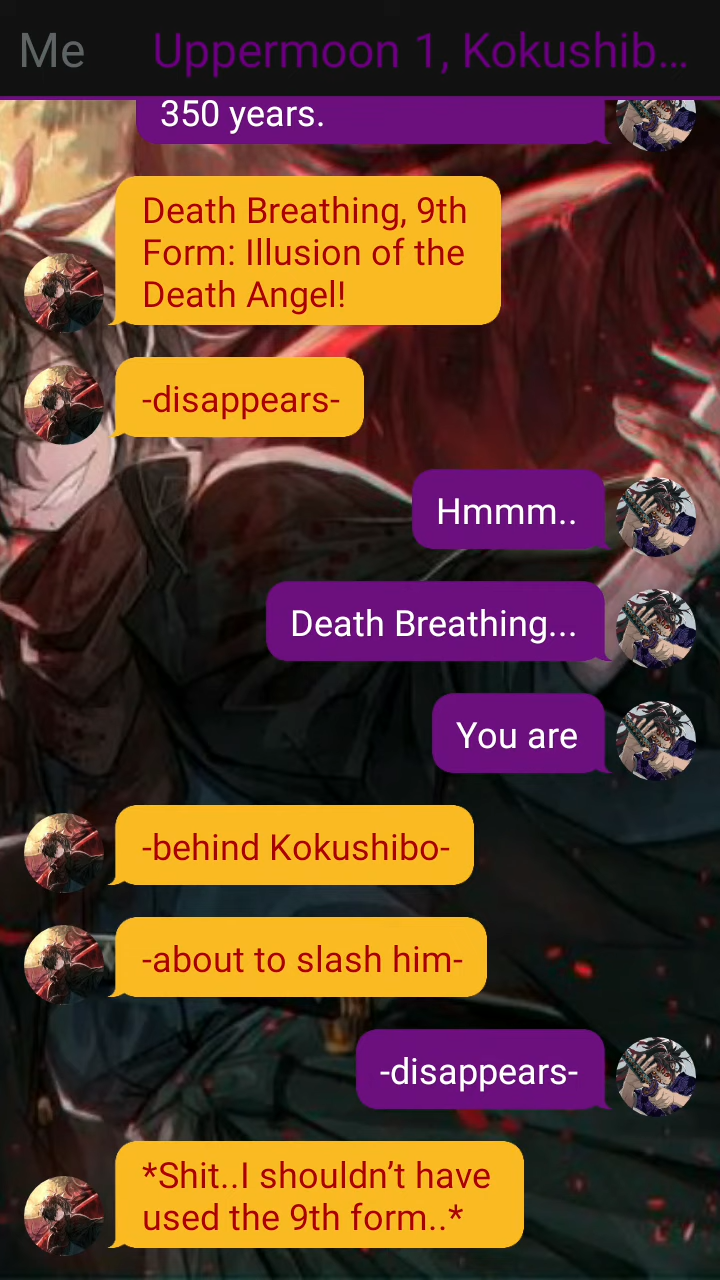 Me
Uppermoon 1, Kokushib...
350 years.
Death Breathing, 9th
Form: Illusion of the
Death Angel!
-disappears-
Hmmm..
Death Breathing...
You are
-behind Kokushibo-
-about to slash him-
-disappears-
*Shit..I shouldn't have
used the 9th form..*